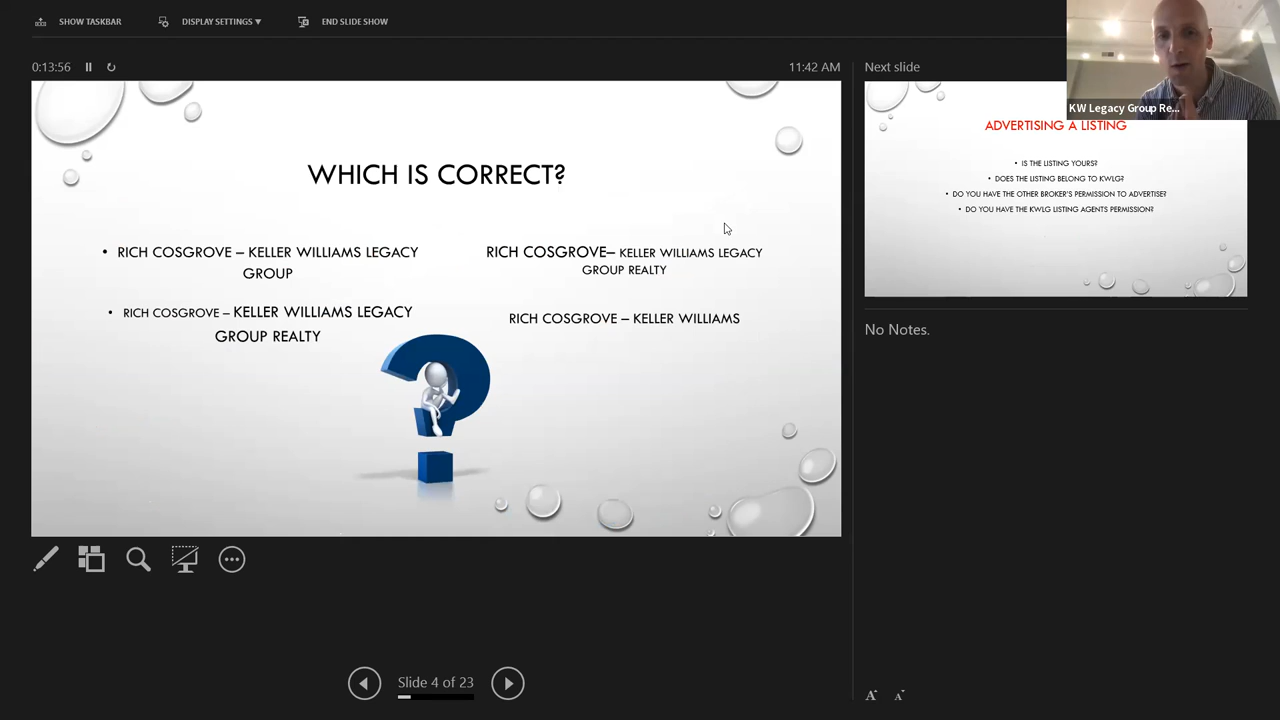 SHOW TASKBAR
DISPLAY SETTINGS ▼
END SLIDE SHOW
0:13:56
11:42 AM
WHICH IS CORRECT?
• RICH COSGROVE – KELLER WILLIAMS LEGACY
GROUP
• RICH COSGROVE – KELLER WILLIAMS LEGACY
GROUP REALTY
RICH COSGROVE– KELLER WILLIAMS LEGACY
GROUP REALTY
RICH COSGROVE – KELLER WILLIAMS
Slide 4 of 23
Next slide
KW Legacy Group Re...
ADVERTISING A LISTING
• IS THE LISTING YOURS?
• DOES THE LISTING BELONG TO KWLG?
• DO YOU HAVE THE OTHER BROKER'S PERMISSION TO ADVERTISE?
• DO YOU HAVE THE KWLG LISTING AGENTS PERMISSION?
No Notes.
A A